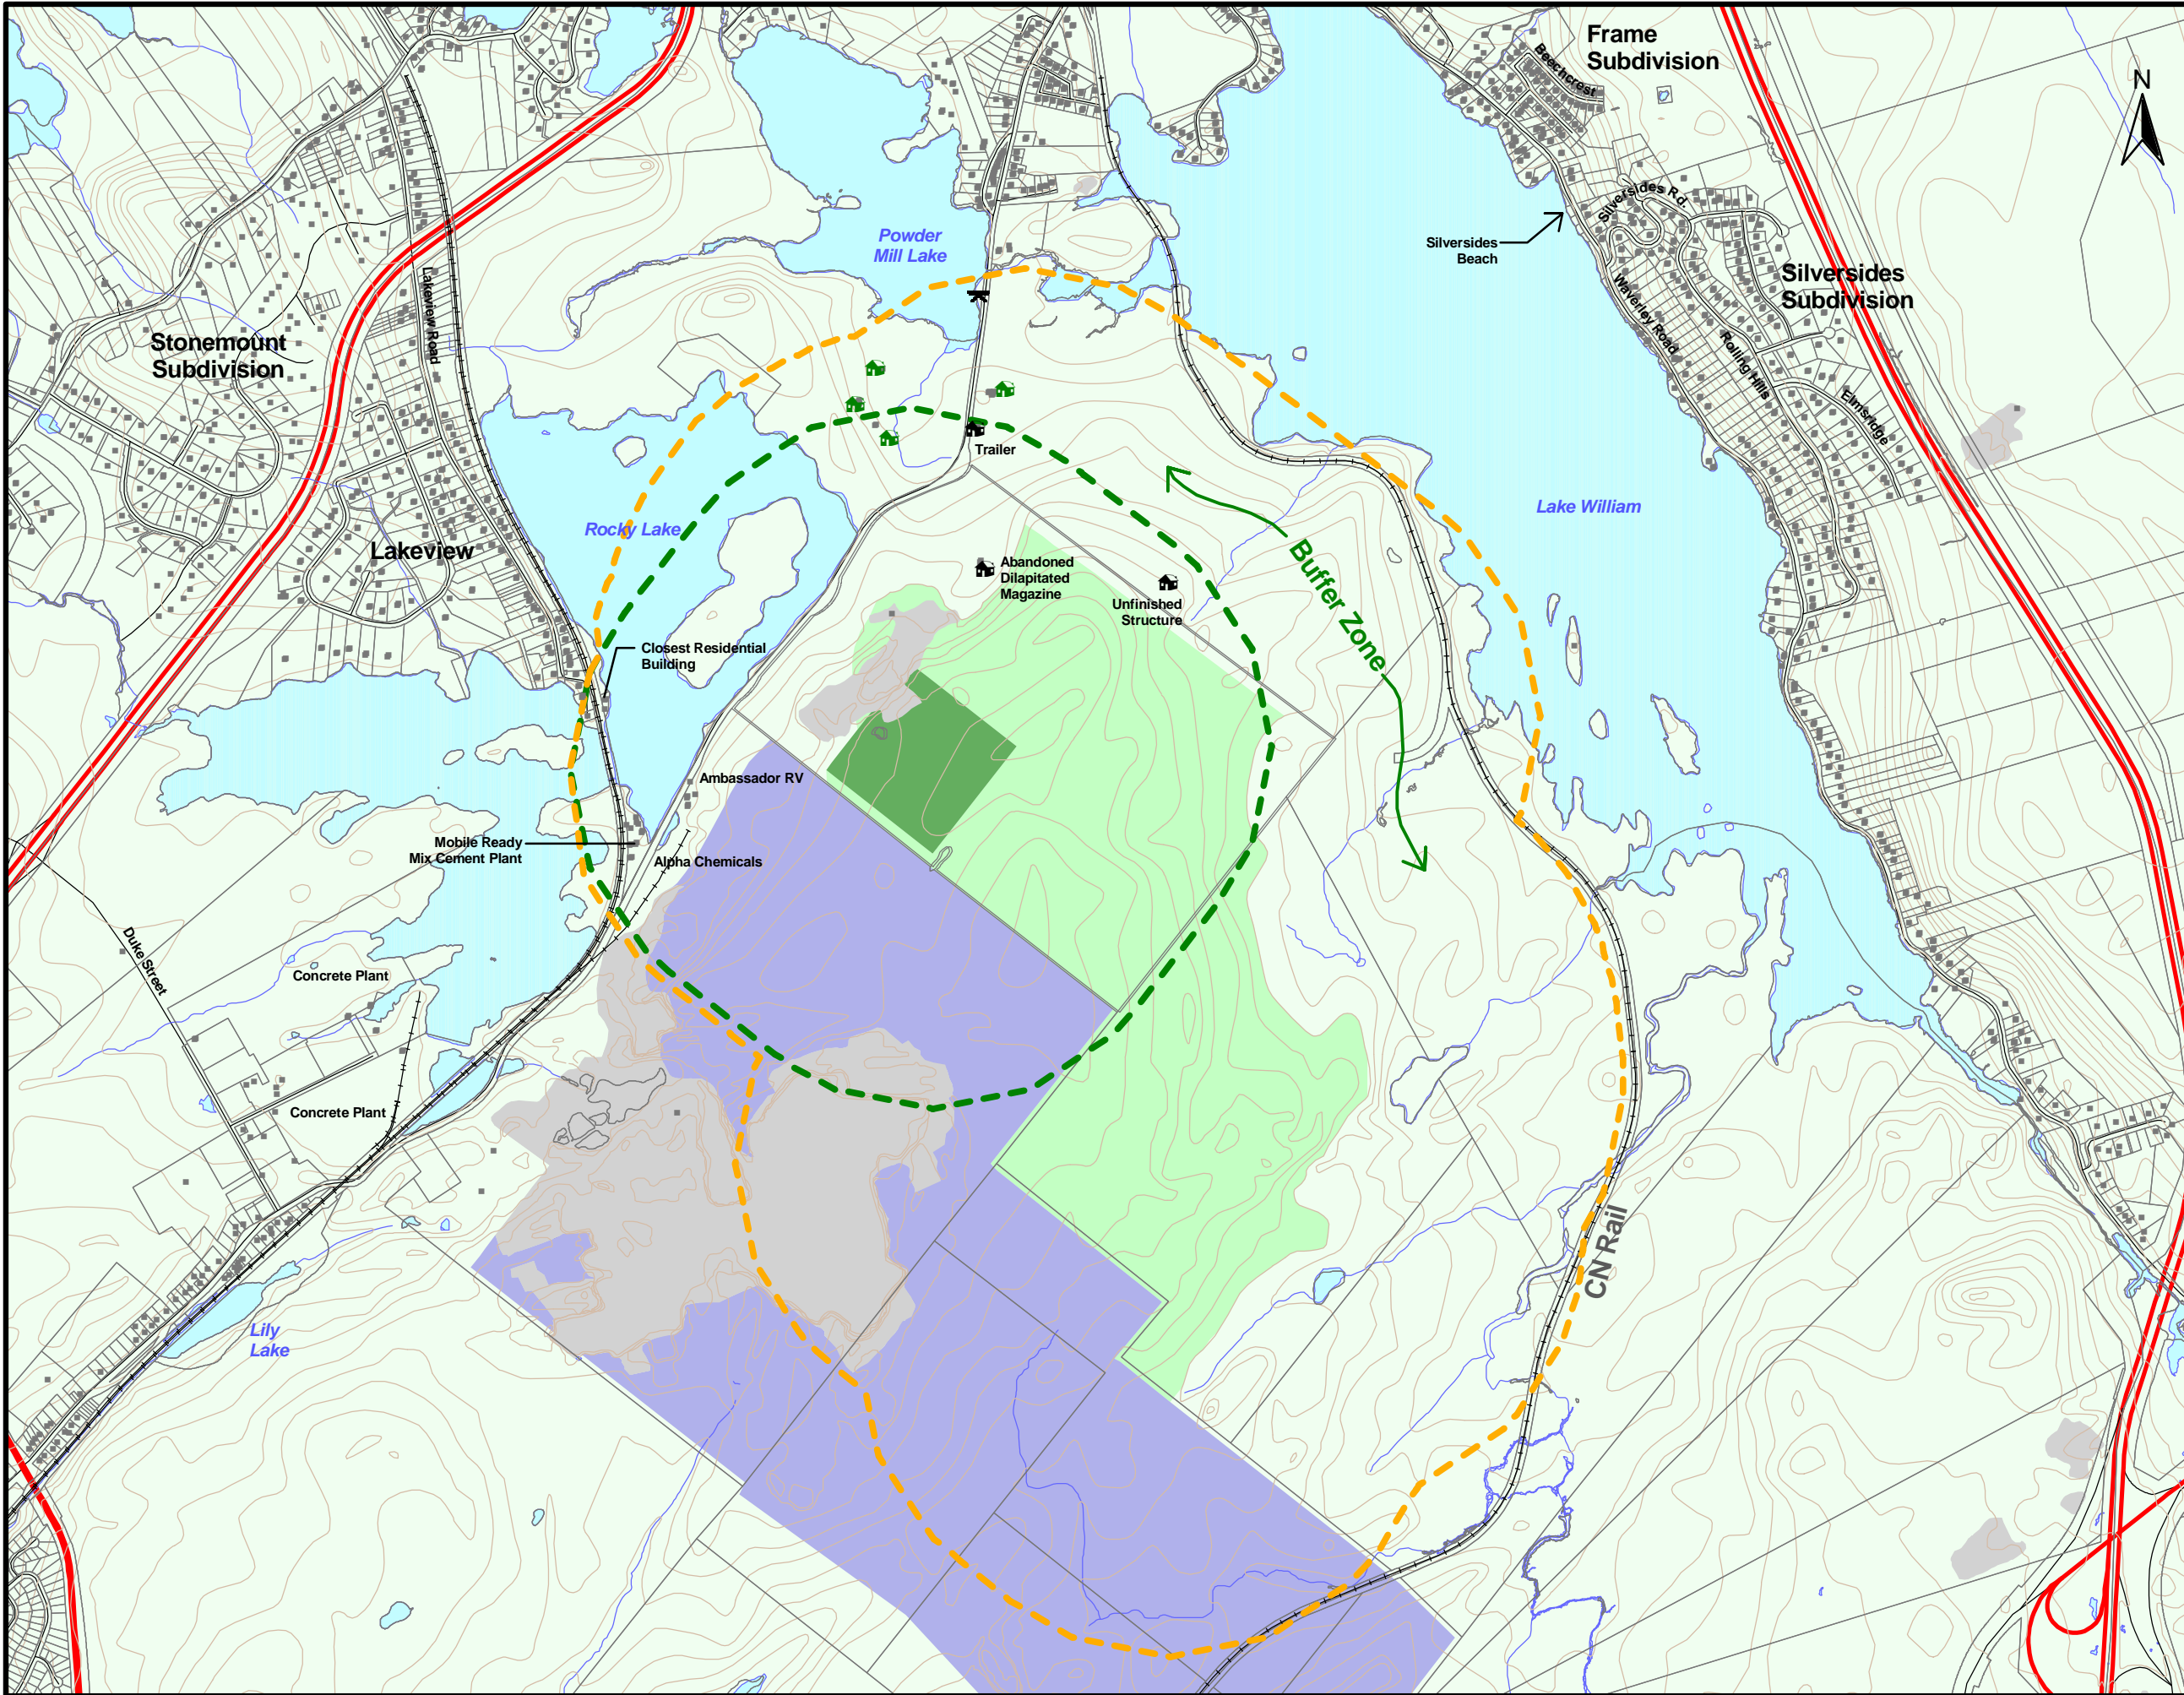 Frame
Subdivision
Beechcrest
N
Silversides Rd.
Powder
Mill Lake
Silversides
Beach
Silversides
Subdivision
Lakeview Road
Waverley Road
Stonemount
Subdivision
Rolling Hills
Elmsridge
Trailer
Rocky Lake
Lake William
Lakeview
Abandoned
Dilapitated
Magazine
Unfinished
Structure
Buffer Zone
Closest Residential
Building
Ambassador RV
Mobile Ready
Mix Cement Plant
Alpha Chemicals
Duke Street
Concrete Plant
Concrete Plant
CN Rail
Lily
Lake